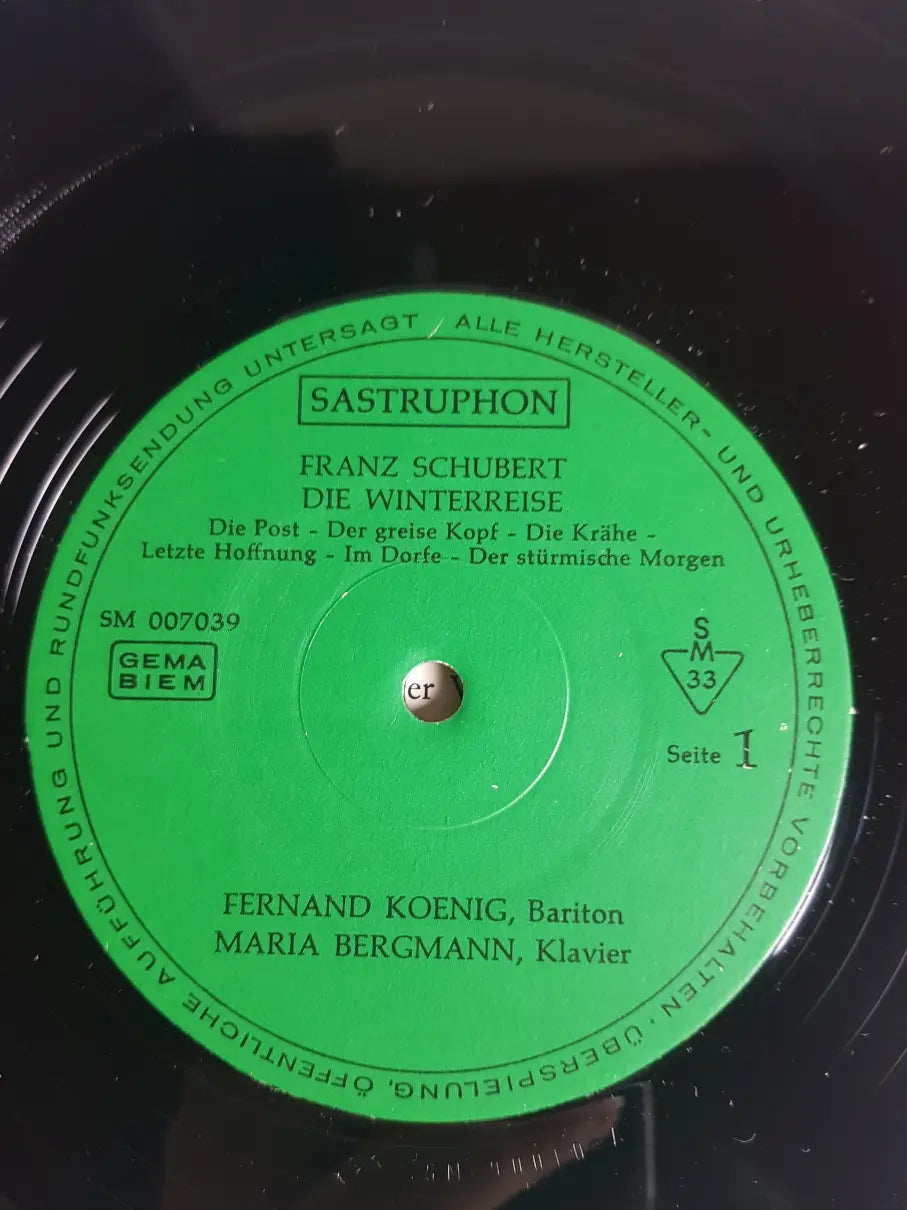 ALLE HERSTELLER- UND URHEBERRECHTE VORBEHALTEN · ÜBERSPIELUNG, ÖFFENTLICHE AUFFÜHRUNG UND RUNDFUNKSENDUNG UNTERSAGT
SASTRUPHON
FRANZ SCHUBERT
DIE WINTERREISE
Die Post - Der greise Kopf - Die Krähe -
Letzte Hoffnung - Im Dorfe - Der stürmische Morgen
SM 007039
GEMA
BIEM
S
M
33
er
Seite 1
FERNAND KOENIG, Bariton
MARIA BERGMANN, Klavier
SM